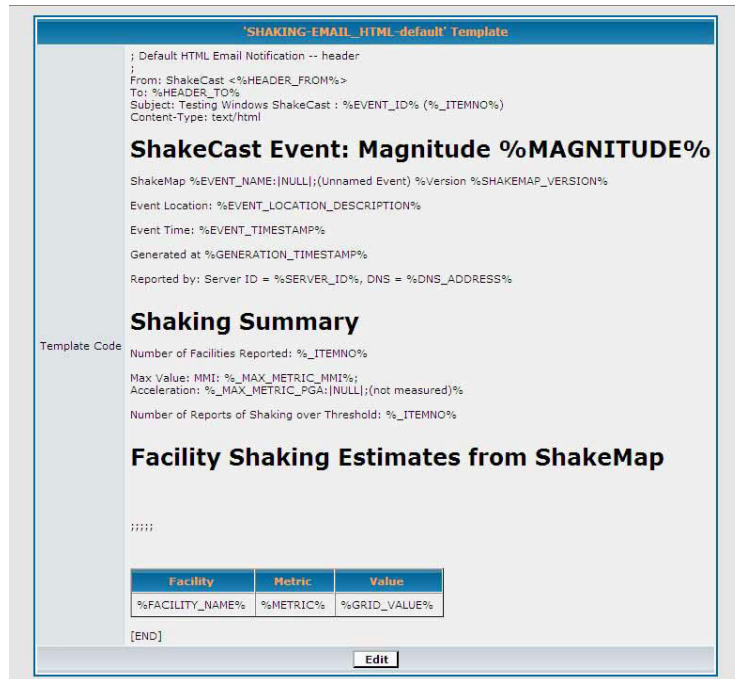 'SHAKING-EMAIL_HTML-default' Template
Template Code
; Default HTML Email Notification -- header
;
From: ShakeCast <%HEADER_FROM%>
To: %HEADER_TO%
Subject: Testing Windows ShakeCast : %EVENT_ID% (%_ITEMNO%)
Content-Type: text/html
ShakeCast Event: Magnitude %MAGNITUDE%
ShakeMap %EVENT_NAME:|NULL|;(Unnamed Event) %Version %SHAKEMAP_VERSION%
Event Location: %EVENT_LOCATION_DESCRIPTION%
Event Time: %EVENT_TIMESTAMP%
Generated at %GENERATION_TIMESTAMP%
Reported by: Server ID = %SERVER_ID%, DNS = %DNS_ADDRESS%
Shaking Summary
Number of Facilities Reported: %_ITEMNO%
Max Value: MMI: %_MAX_METRIC_MMI%;
Acceleration: %_MAX_METRIC_PGA:|NULL|;(not measured)%
Number of Reports of Shaking over Threshold: %_ITEMNO%
Facility Shaking Estimates from ShakeMap
;;;;;
Facility Metric Value
%FACILITY_NAME% %METRIC% %GRID_VALUE%
[END]
Edit